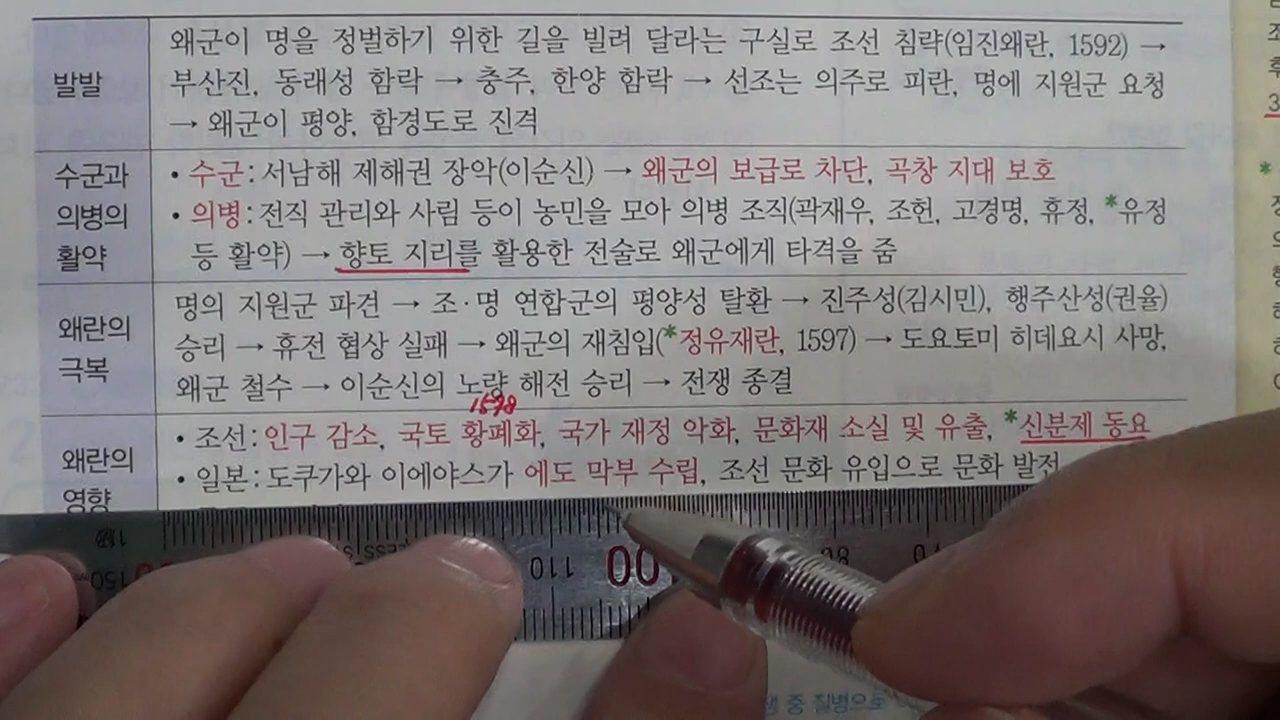 발발
왜군이 명을 정벌하기 위한 길을 빌려 달라는 구실로 조선 침략(임진왜란, 1592) →
부산진, 동래성 함락 → 충주, 한양 함락 → 선조는 의주로 피란, 명에 지원군 요청
→ 왜군이 평양, 함경도로 진격
수군과
의병의
활약
• 수군: 서남해 제해권 장악(이순신) → 왜군의 보급로 차단, 곡창 지대 보호
• 의병: 전직 관리와 사림 등이 농민을 모아 의병 조직(곽재우, 조헌, 고경명, 휴정, *유정
등 활약) → 향토 지리를 활용한 전술로 왜군에게 타격을 줌
왜란의
극복
명의 지원군 파견 → 조·명 연합군의 평양성 탈환 → 진주성(김시민), 행주산성(권율)
승리 → 휴전 협상 실패 → 왜군의 재침입(*정유재란, 1597) → 도요토미 히데요시 사망,
왜군 철수 → 이순신의 노량 해전 승리 → 전쟁 종결
1598
왜란의
영향
• 조선: 인구 감소, 국토 황폐화, 국가 재정 악화, 문화재 소실 및 유출, *신분제 동요
• 일본: 도쿠가와 이에야스가 에도 막부 수립, 조선 문화 유입으로 문화 발전
150
110
100
중 질병으로